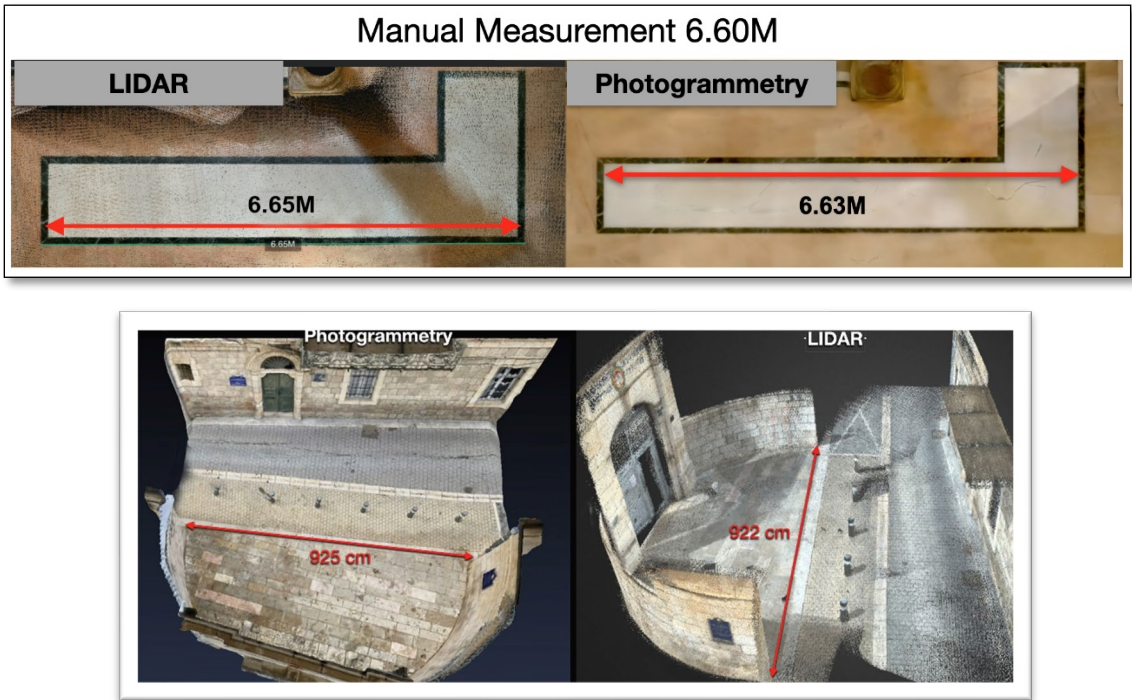 Manual Measurement 6.60M
LIDAR
Photogrammetry
6.65M
6.65M
6.63M
Photogrammetry
·LIDAR·
925 cm
922 cm